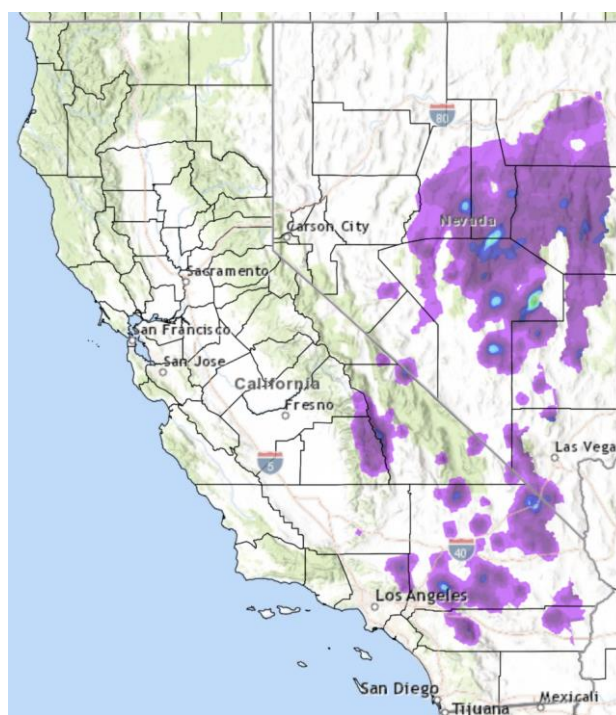 80
Nevada
Carson City
Sacramento
San Francisco
San Jose
California
Fresno
5
Las Vega
40
Los Angeles
San Diego
Mexicali
Tijuana